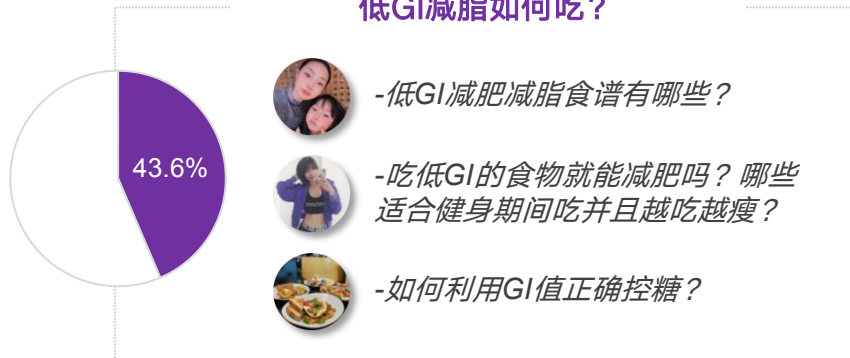 低GI减脂如何吃？
43.6%
-低GI减肥减脂食谱有哪些？
-吃低GI的食物就能减肥吗？哪些
适合健身期间吃并且越吃越瘦？
-如何利用GI值正确控糖？